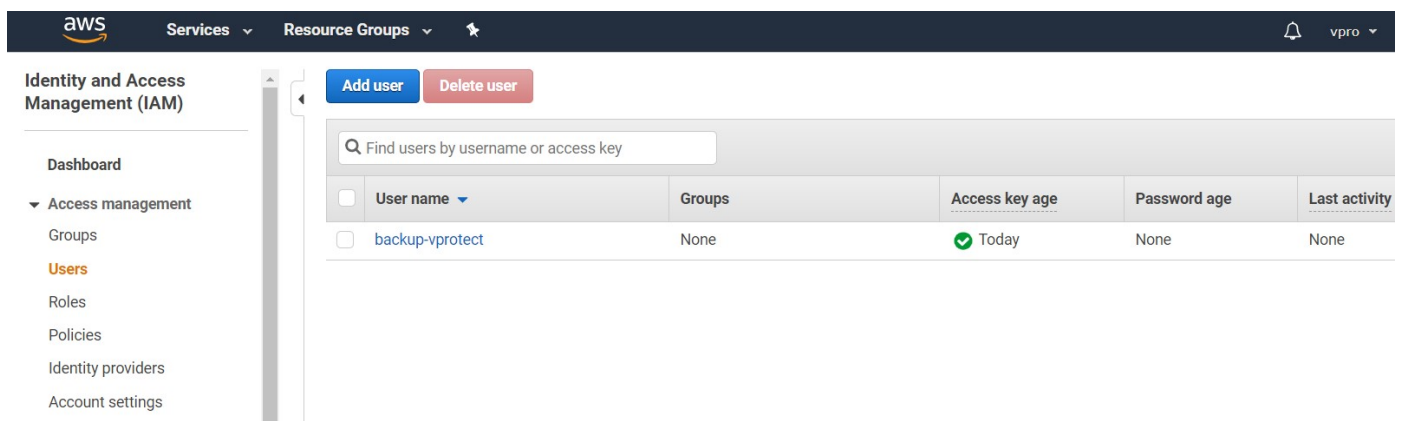 aws Services Resource Groups vpro
Identity and Access
Management (IAM)
Dashboard
Access management
Groups
Users
Roles
Policies
Identity providers
Account settings
Add user Delete user
Find users by username or access key
User name Groups Access key age Password age Last activity
backup-vprotect None Today None None